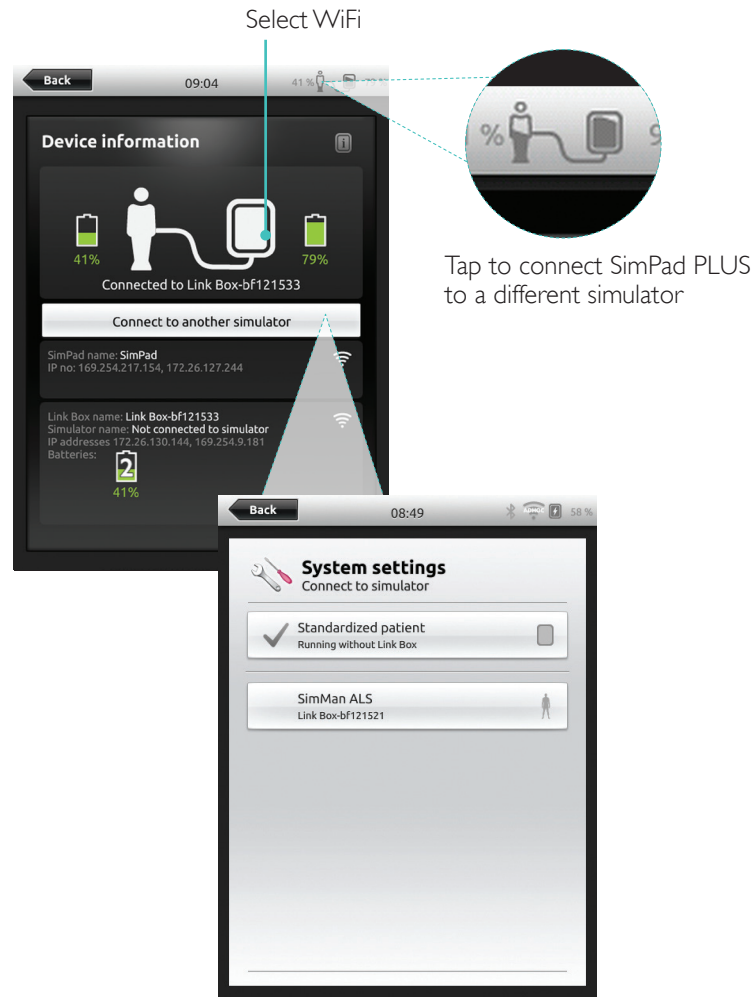 Select WiFi
Back
09:04
41 %
79 %
Device information
i
41%
79%
Connected to Link Box-bf121533
Connect to another simulator
SimPad name: SimPad
IP no: 169.254.217.154, 172.26.127.244
Link Box name: Link Box-bf121533
Simulator name: Not connected to simulator
IP addresses 172.26.130.144, 169.254.9.181
Batteries:
2
41%
%
9
Tap to connect SimPad PLUS
to a different simulator
Back
08:49
58 %
System settings
Connect to simulator
Standardized patient
Running without Link Box
SimMan ALS
Link Box-bf121521